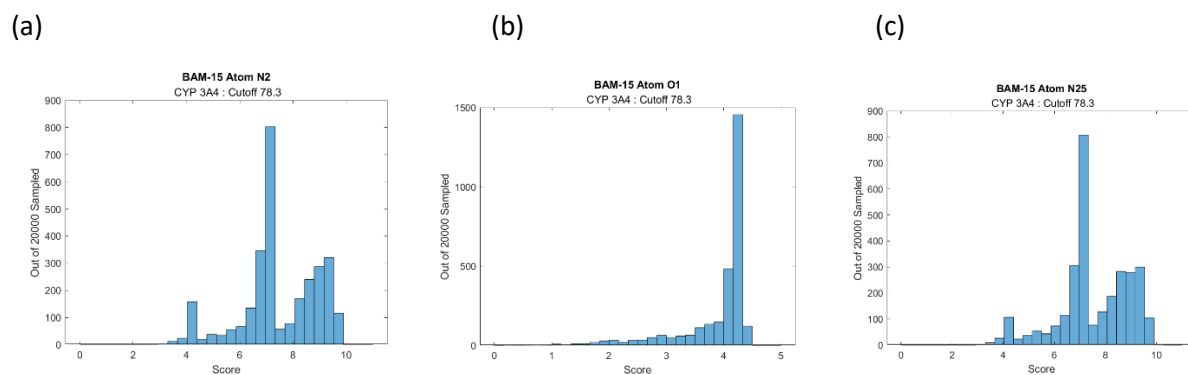 (a)
BAM-15 Atom N2
CYP 3A4 : Cutoff 78.3
Out of 20000 Sampled
900
800
700
600
500
400
300
200
100
0
0 2 4 6 8 10
Score
(b)
BAM-15 Atom O1
CYP 3A4 : Cutoff 78.3
Out of 20000 Sampled
1500
1000
500
0
0 1 2 3 4 5
Score
(c)
BAM-15 Atom N25
CYP 3A4 : Cutoff 78.3
Out of 20000 Sampled
900
800
700
600
500
400
300
200
100
0
0 2 4 6 8 10
Score